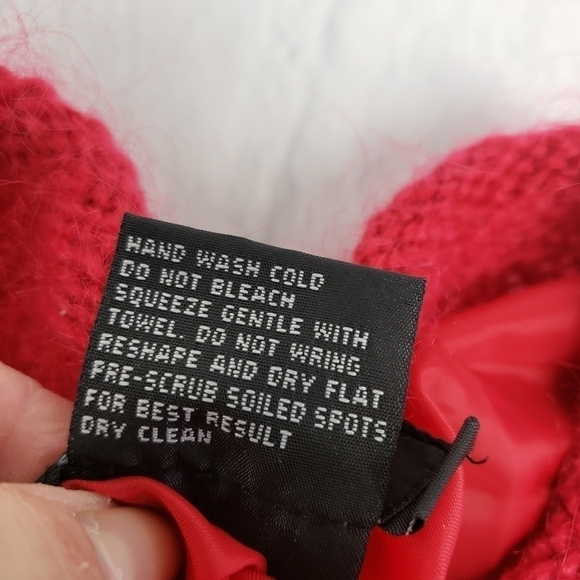 HAND WASH COLD
DO NOT BLEACH
SQUEEZE GENTLE WITH
TOWEL. DO NOT WRING
RESHAPE AND DRY FLAT
PRE-SCRUB SOILED SPOTS
FOR BEST RESULT
DRY CLEAN